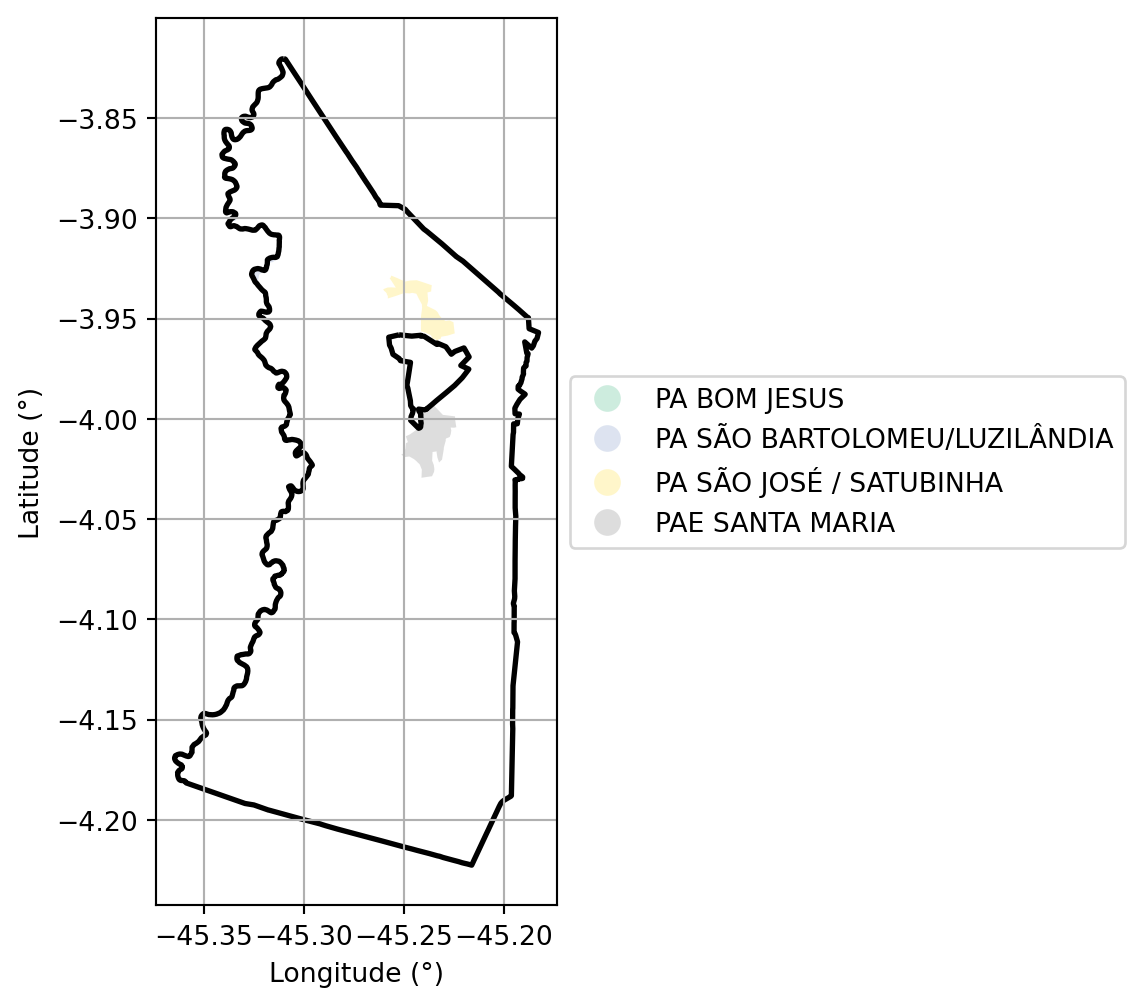 −3.85
−3.90
−3.95
−4.00
−4.05
−4.10
−4.15
−4.20
Latitude (°)
−45.35 −45.30 −45.25 −45.20
Longitude (°)
PA BOM JESUS
PA SÃO BARTOLOMEU/LUZILÂNDIA
PA SÃO JOSÉ / SATUBINHA
PAE SANTA MARIA